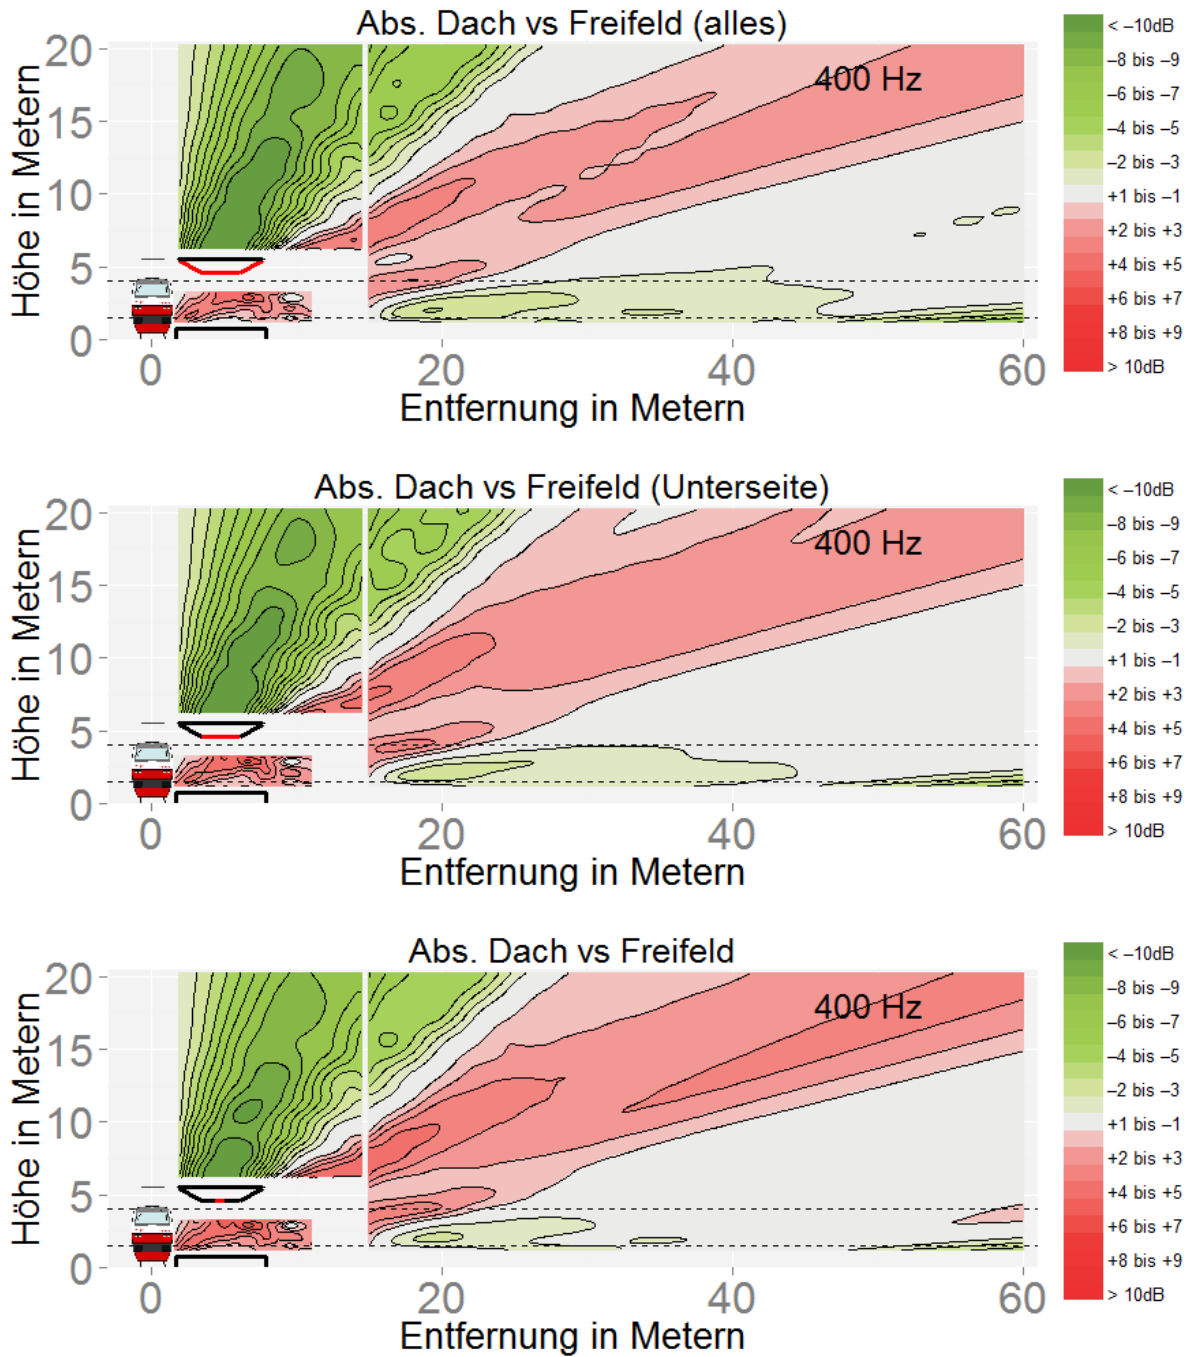 Abs. Dach vs Freifeld (alles)
400 Hz
Höhe in Metern
20
15
10
5
0
0 20 40 60
Entfernung in Metern
< –10dB
–8 bis –9
–6 bis –7
–4 bis –5
–2 bis –3
+1 bis –1
+2 bis +3
+4 bis +5
+6 bis +7
+8 bis +9
> 10dB
Abs. Dach vs Freifeld (Unterseite)
400 Hz
Höhe in Metern
20
15
10
5
0
0 20 40 60
Entfernung in Metern
< –10dB
–8 bis –9
–6 bis –7
–4 bis –5
–2 bis –3
+1 bis –1
+2 bis +3
+4 bis +5
+6 bis +7
+8 bis +9
> 10dB
Abs. Dach vs Freifeld
400 Hz
Höhe in Metern
20
15
10
5
0
0 20 40 60
Entfernung in Metern
< –10dB
–8 bis –9
–6 bis –7
–4 bis –5
–2 bis –3
+1 bis –1
+2 bis +3
+4 bis +5
+6 bis +7
+8 bis +9
> 10dB